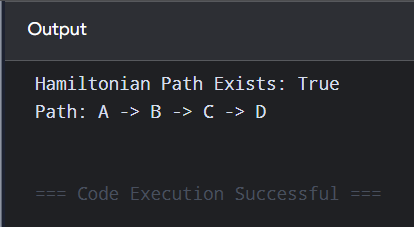 Output
Hamiltonian Path Exists: True
Path: A -> B -> C -> D
=== Code Execution Successful ===